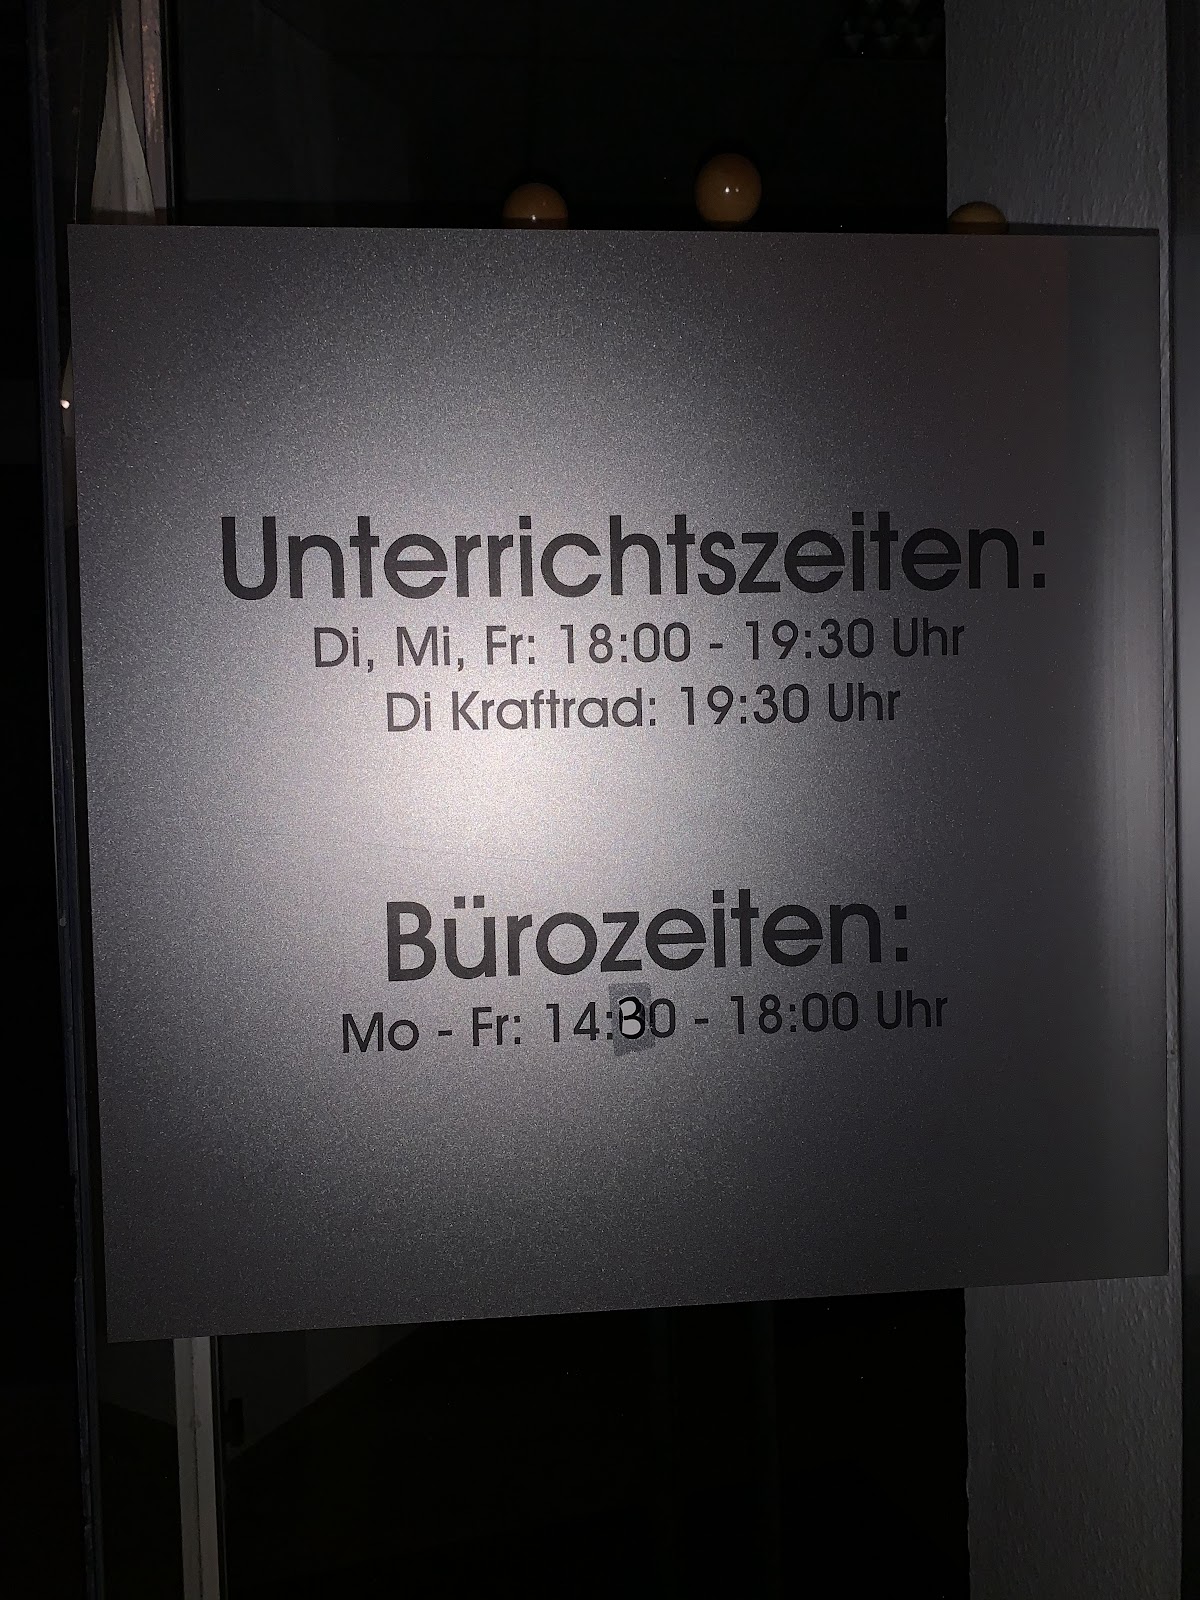 Unterrichtszeiten:
Di, Mi, Fr: 18:00 - 19:30 Uhr
Di Kraftrad: 19:30 Uhr
Bürozeiten:
Mo - Fr: 14:30 - 18:00 Uhr